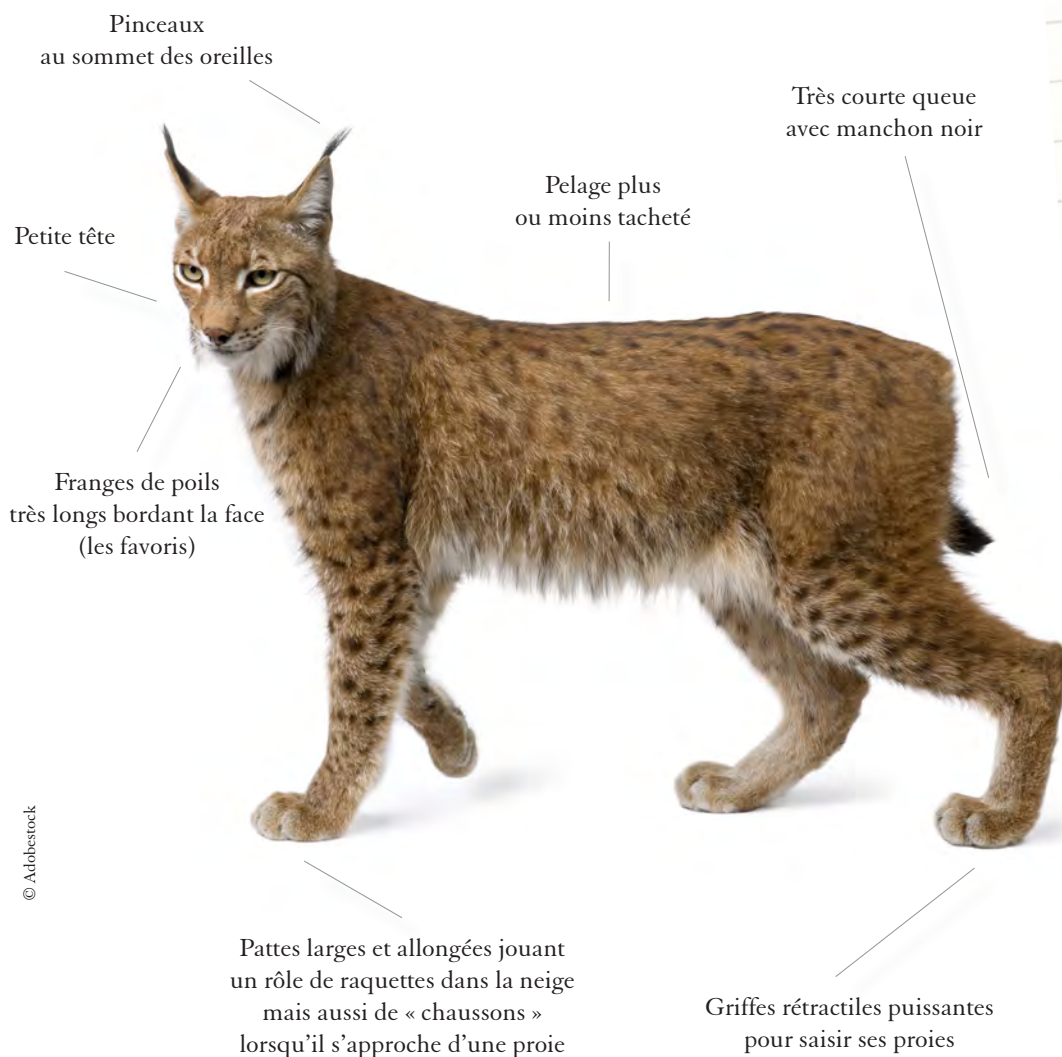 Pinceaux
au sommet des oreilles
Très courte queue
avec manchon noir
Pelage plus
ou moins tacheté
Petite tête
Franges de poils
très longs bordant la face
(les favoris)
© Adobestock
Pattes larges et allongées jouant
un rôle de raquettes dans la neige
mais aussi de « chaussons »
lorsqu'il s'approche d'une proie
Griffes rétractiles puissantes
pour saisir ses proies